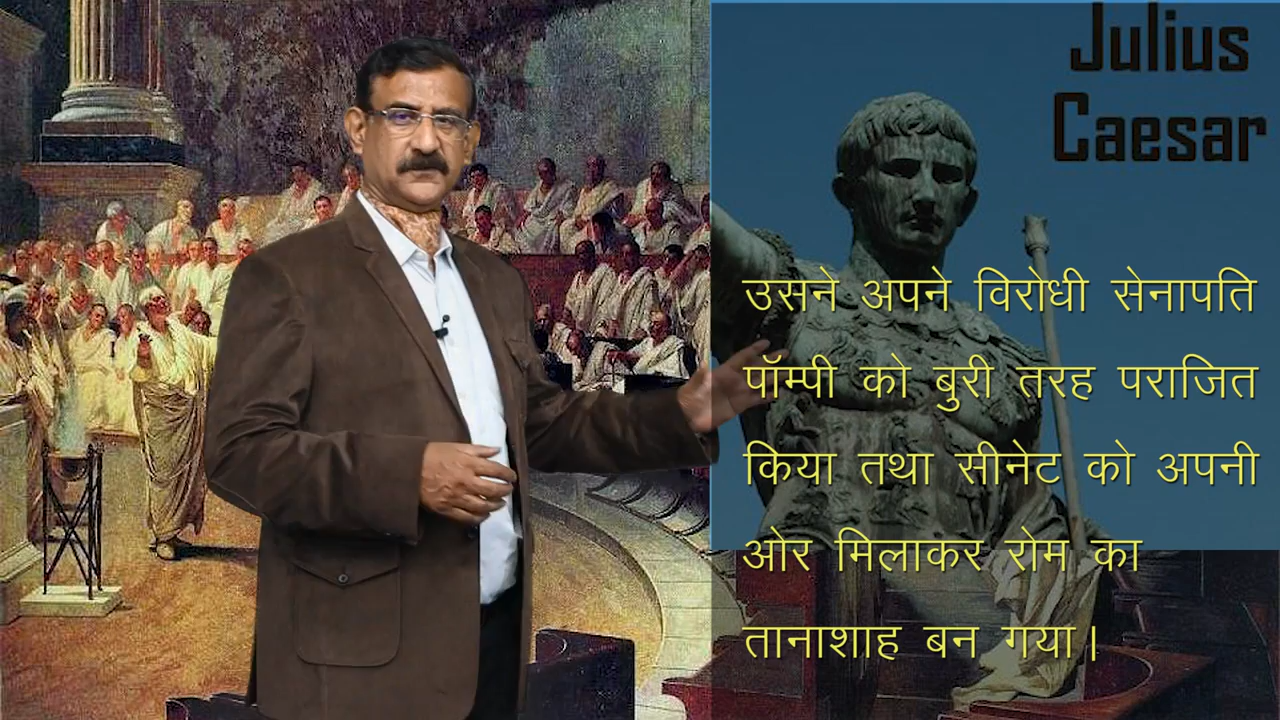 Julius
Caesar
उसने अपने विरोधी सेनापति
पॉम्पी को बुरी तरह पराजित
किया तथा सीनेट को अपनी
ओर मिलाकर रोम का
तानाशाह बन गया।